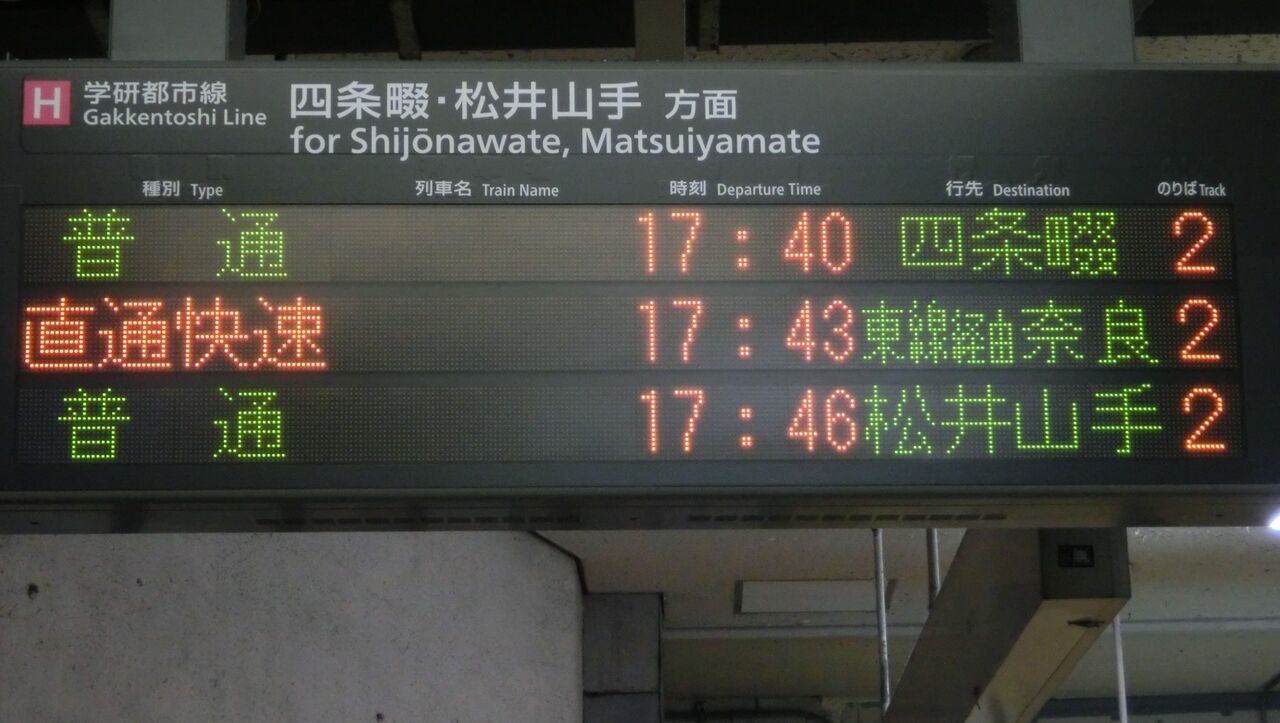 H 学研都市線 四条畷・松井山手 方面
Gakkentoshi Line for Shijōnawate, Matsuiyamate
種別 Type 列車名 Train Name 時刻 Departure Time 行先 Destination のりば Track
普通 17:40 四条畷 2
直通快速 17:43 東線経由奈良 2
普通 17:46 松井山手 2